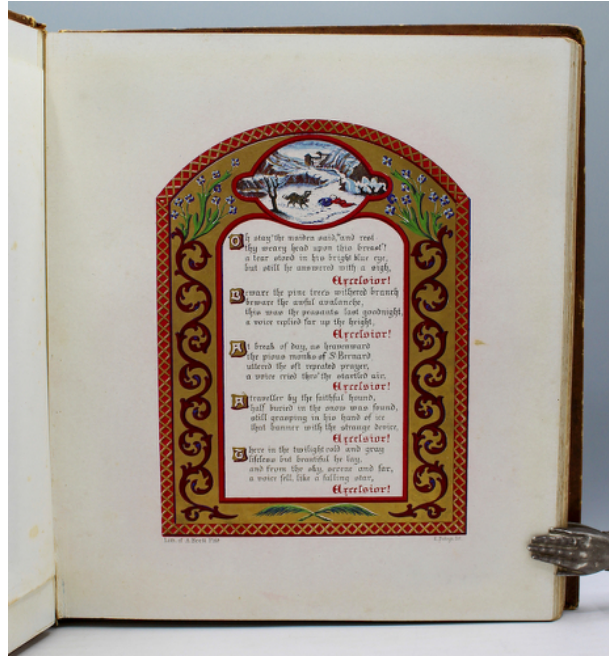 Oh stay" the maiden said, "and rest
thy weary head upon this breast"!
a tear stood in his bright blue eye,
but still he answered with a sigh,
Excelsior!
Beware the pine tree's withered branch
beware the awful avalanche,
this was the peasants last goodnight,
a voice replied far up the height,
Excelsior!
At break of day, as heavenward
the pious monks of St Bernard
uttered the oft repeated prayer,
a voice cried thro' the startled air.
Excelsior!
A traveller by the faithful hound,
half buried in the snow was found,
still grasping in his hand of ice
that banner with the strange device,
Excelsior!
There in the twilight cold and gray
lifeless but beautiful he lay,
and from the sky, serene and far,
a voice fell, like a falling star,
Excelsior!
Lith. of